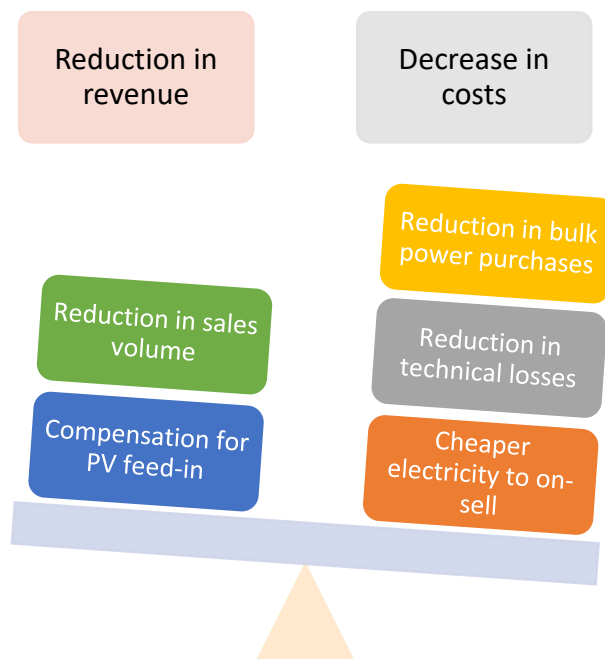 Reduction in
revenue
Decrease in
costs
Reduction in bulk
power purchases
Reduction in sales
volume
Reduction in
technical losses
Compensation for
PV feed-in
Cheaper
electricity to on-
sell